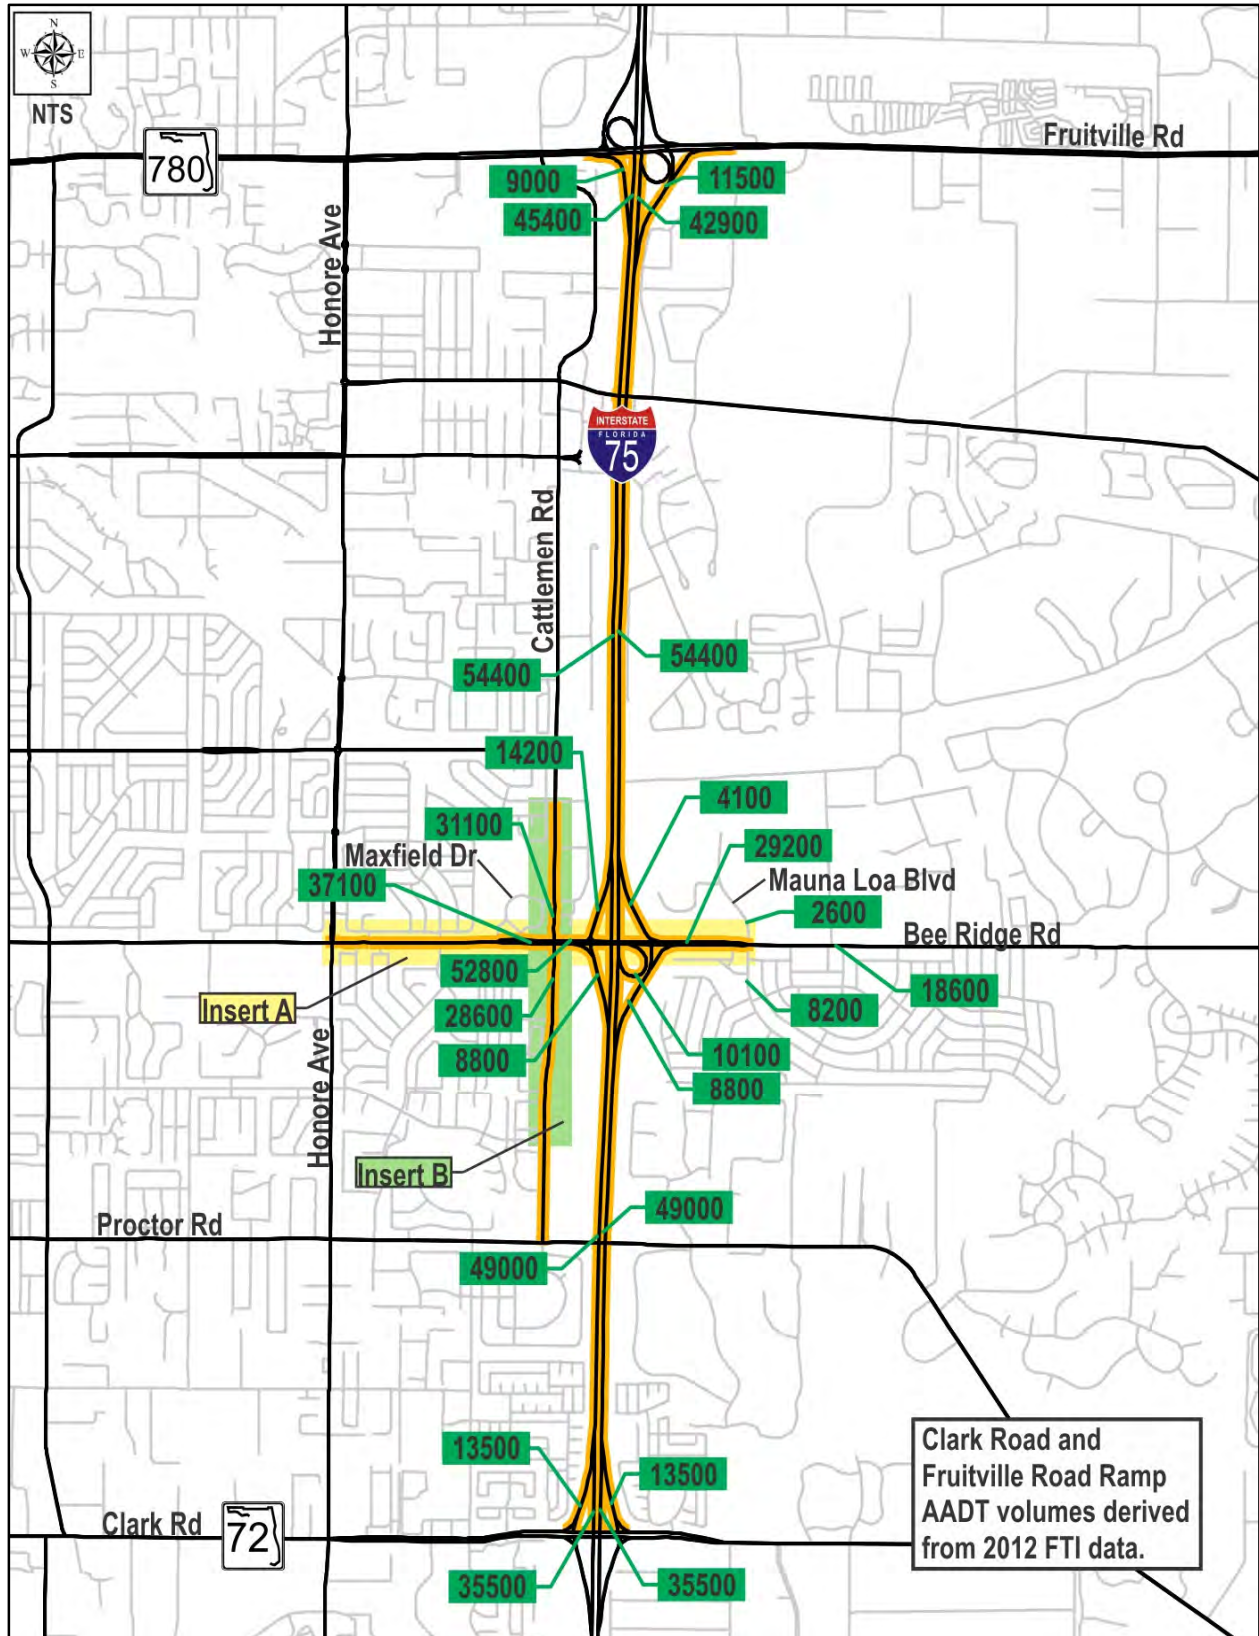 N
W
E
S
NTS
780
Fruitville Rd
9000
11500
45400
42900
Honore Ave
INTERSTATE
FLORIDA
75
Cattlemen Rd
54400
54400
14200
4100
31100
29200
Maxfield Dr
37100
Mauna Loa Blvd
2600
Bee Ridge Rd
52800
18600
Insert A
28600
8200
8800
10100
8800
Honore Ave
Insert B
49000
Proctor Rd
49000
13500
13500
Clark Road and
Fruitville Road Ramp
AADT volumes derived
from 2012 FTI data.
Clark Rd
72
35500
35500